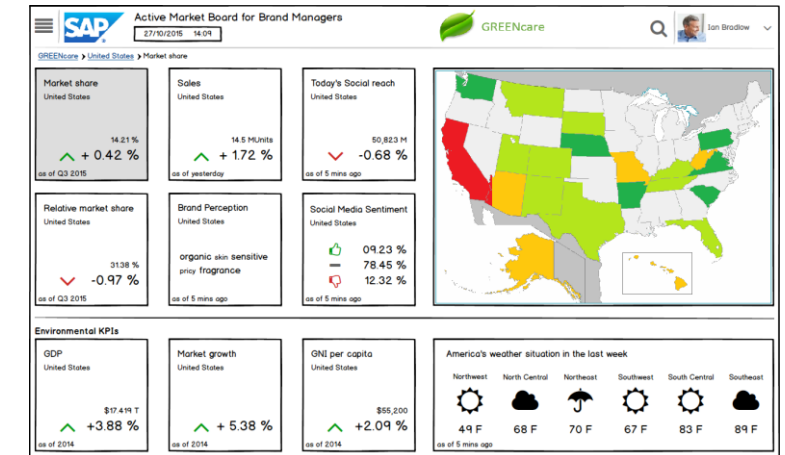 SAP
Active Market Board for Brand Managers
27/10/2015 14:09
GREENcare
Ian Bradlow
GREENcare > United States > Market share
Market share
United States
14.21 %
+ 0.42 %
as of Q3 2015
Sales
United States
14.5 MUnits
+ 1.72 %
as of yesterday
Today's Social reach
United States
50,823 M
-0.68 %
as of 5 mins ago
Relative market share
United States
31.38 %
-0.97 %
as of Q3 2015
Brand Perception
United States
organic skin sensitive
pricy fragrance
as of 5 mins ago
Social Media Sentiment
United States
09.23 %
78.45 %
12.32 %
as of 5 mins ago
Environmental KPIs
GDP
United States
$17.419 T
+3.88 %
as of 2014
Market growth
United States
+ 5.38 %
as of 2014
GNI per capita
United States
$55,200
+2.09 %
as of 2014
America's weather situation in the last week
Northwest North Central Northeast Southwest South Central Southeast
49 F 68 F 70 F 67 F 83 F 89 F
as of 5 mins ago